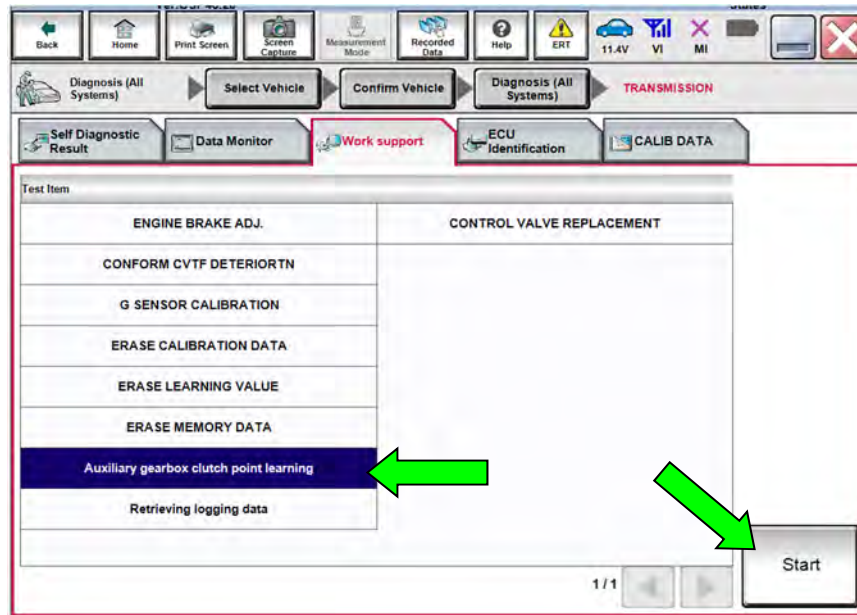 Back
Home
Print Screen
Screen
Capture
Measurement
Mode
Recorded
Data
Help
ERT
11.4V
VI
MI
Diagnosis (All
Systems)
Select Vehicle
Confirm Vehicle
Diagnosis (All
Systems)
TRANSMISSION
Self Diagnostic
Result
Data Monitor
Work support
ECU
Identification
CALIB DATA
Test Item
ENGINE BRAKE ADJ.
CONTROL VALVE REPLACEMENT
CONFORM CVTF DETERIORTN
G SENSOR CALIBRATION
ERASE CALIBRATION DATA
ERASE LEARNING VALUE
ERASE MEMORY DATA
Auxiliary gearbox clutch point learning
Retrieving logging data
1/1
Start